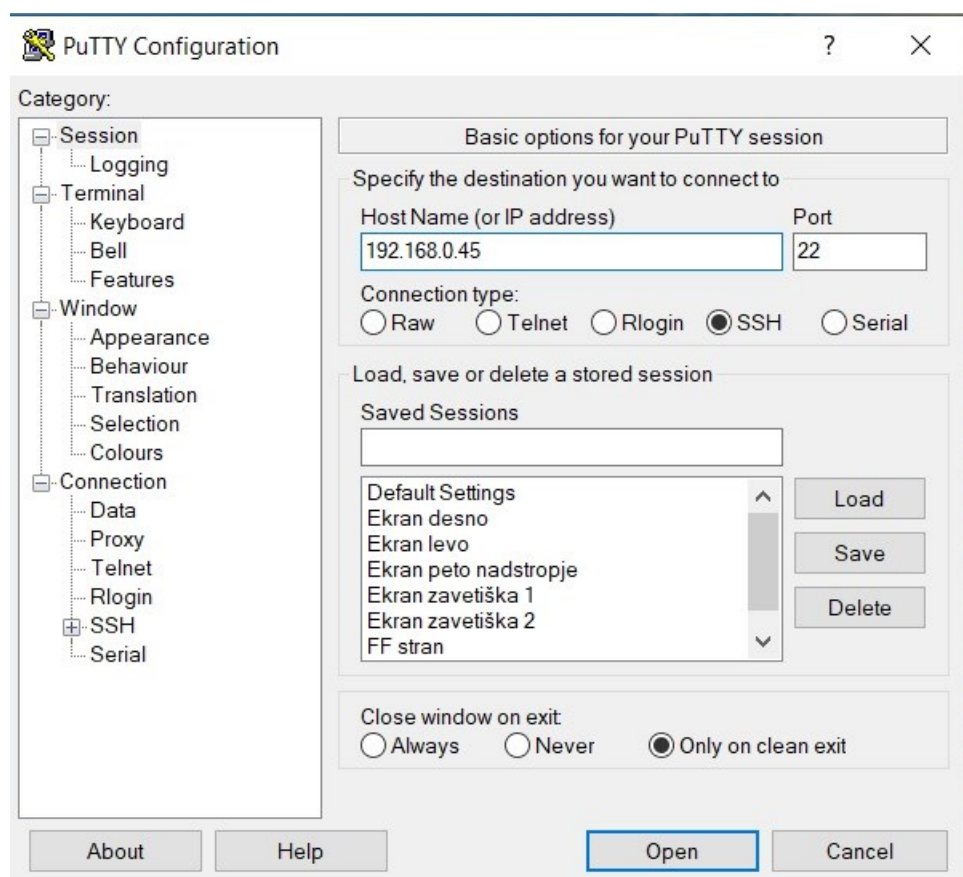 PuTTY Configuration
?
Category:
Session
Logging
Terminal
Keyboard
Bell
Features
Window
Appearance
Behaviour
Translation
Selection
Colours
Connection
Data
Proxy
Telnet
Rlogin
SSH
Serial
Basic options for your PuTTY session
Specify the destination you want to connect to
Host Name (or IP address) Port
192.168.0.45 22
Connection type:
Raw Telnet Rlogin SSH Serial
Load, save or delete a stored session
Saved Sessions
Default Settings
Ekran desno
Ekran levo
Ekran peto nadstropje
Ekran zavetiška 1
Ekran zavetiška 2
FF stran
Load
Save
Delete
Close window on exit:
Always Never Only on clean exit
About Help Open Cancel